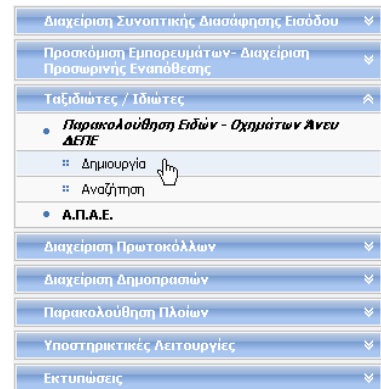 Διαχείριση Συνοπτικής Διασάφησης Εισόδου
Προσκόμιση Εμπορευμάτων- Διαχείριση
Προσωρινής Εναπόθεσης
Ταξιδιώτες / Ιδιώτες
Παρακολούθηση Ειδών - Οχημάτων Άνευ
ΔΕΠΕ
Δημιουργία
Αναζήτηση
Α.Π.Α.Ε.
Διαχείριση Πρωτοκόλλων
Διαχείριση Δημοπρασιών
Παρακολούθηση Πλοίων
Υποστηρικτικές Λειτουργίες
Εκτυπώσεις